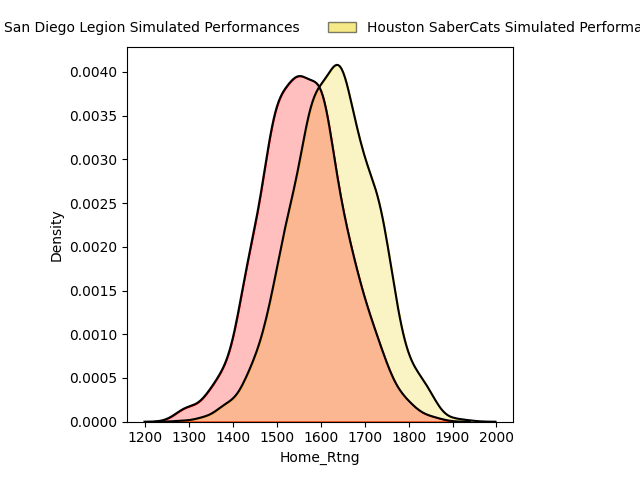 San Diego Legion Simulated Performances Houston SaberCats Simulated Performa
0.0040
0.0035
0.0030
0.0025
0.0020
0.0015
0.0010
0.0005
0.0000
Density
1200 1300 1400 1500 1600 1700 1800 1900 2000
Home_Rtng